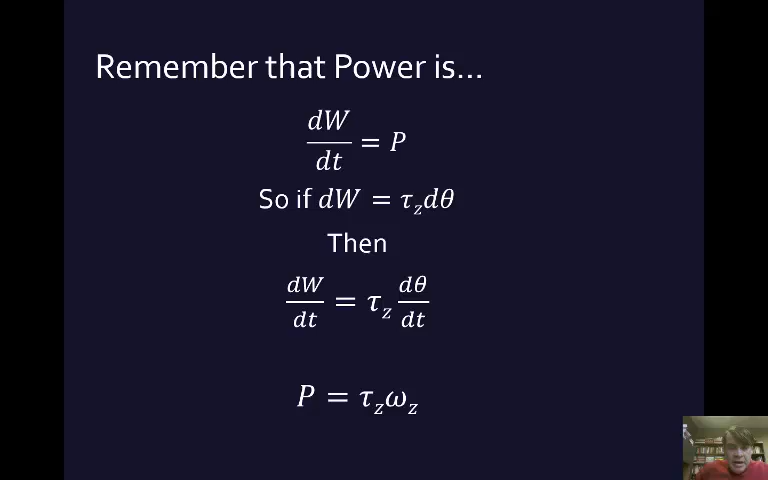 Remember that Power is...
dW/dt = P
So if dW = τ_z dθ
Then
dW/dt = τ_z dθ/dt
P = τ_z ω_z